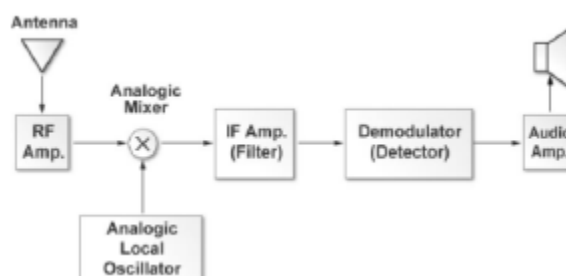 Antenna
Analogic
Mixer
RF
Amp.
IF Amp.
(Filter)
Demodulator
(Detector)
Audio
Amp.
Analogic
Local
Oscillator